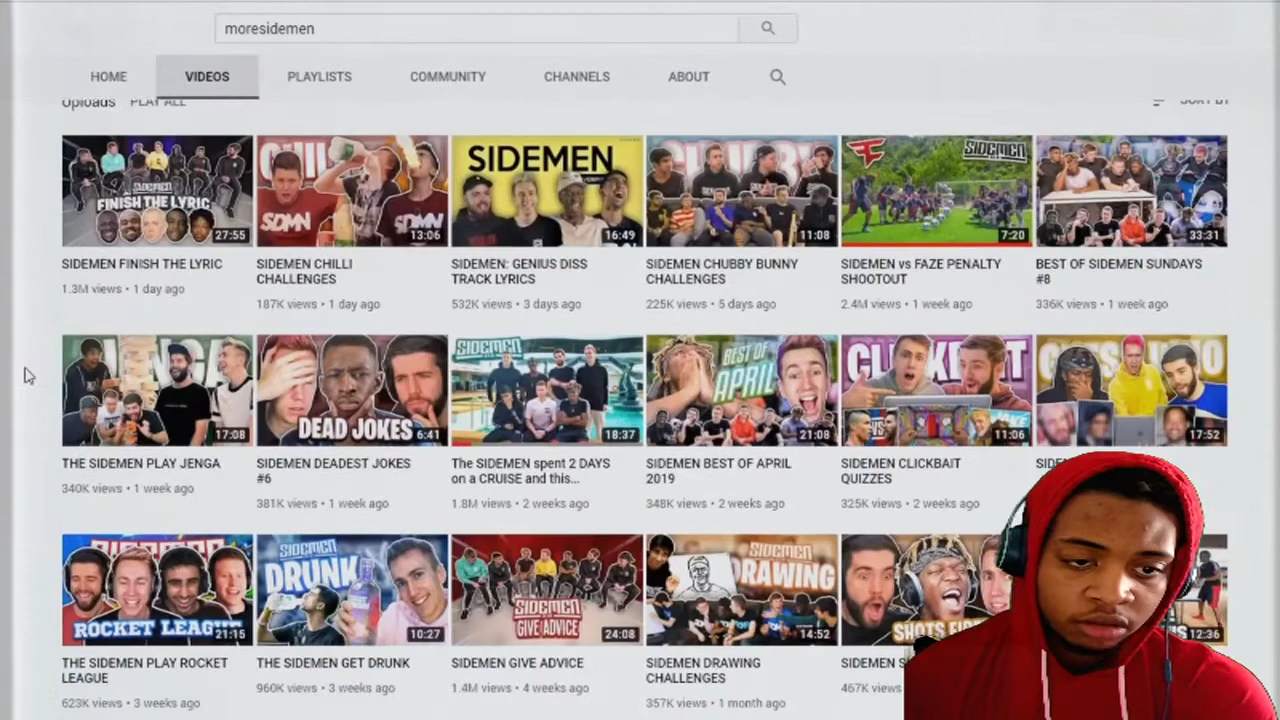 moresidemen
HOME VIDEOS PLAYLISTS COMMUNITY CHANNELS ABOUT
Uploads PLAY ALL SORT BY
SIDEMEN
FINISH THE LYRIC
27:55
SDMN SDMN
13:06
SIDEMEN
16:49
CHUBBY
11:08
SIDEMEN
7:20
33:31
SIDEMEN FINISH THE LYRIC
1.3M views • 1 day ago
SIDEMEN CHILLI
CHALLENGES
187K views • 1 day ago
SIDEMEN: GENIUS DISS
TRACK LYRICS
532K views • 3 days ago
SIDEMEN CHUBBY BUNNY
CHALLENGES
225K views • 5 days ago
SIDEMEN vs FAZE PENALTY
SHOOTOUT
2.4M views • 1 week ago
BEST OF SIDEMEN SUNDAYS
#8
336K views • 1 week ago
JENGA
17:08
DEAD JOKES
6:41
SIDEMEN
18:37
BEST OF
APRIL
21:08
CLICKBAIT
11:06
17:52
THE SIDEMEN PLAY JENGA
340K views • 1 week ago
SIDEMEN DEADEST JOKES
#6
381K views • 1 week ago
The SIDEMEN spent 2 DAYS
on a CRUISE and this...
1.8M views • 2 weeks ago
SIDEMEN BEST OF APRIL
2019
348K views • 2 weeks ago
SIDEMEN CLICKBAIT
QUIZZES
325K views • 2 weeks ago
SIDEMEN
ROCKET LEAGUE
21:15
SIDEMEN
DRUNK
10:27
SIDEMEN
GIVE ADVICE
24:08
SIDEMEN
DRAWING
14:52
SHOTS FIRE
12:36
THE SIDEMEN PLAY ROCKET
LEAGUE
623K views • 3 weeks ago
THE SIDEMEN GET DRUNK
960K views • 3 weeks ago
SIDEMEN GIVE ADVICE
1.4M views • 4 weeks ago
SIDEMEN DRAWING
CHALLENGES
357K views • 1 month ago
SIDEMEN
467K views